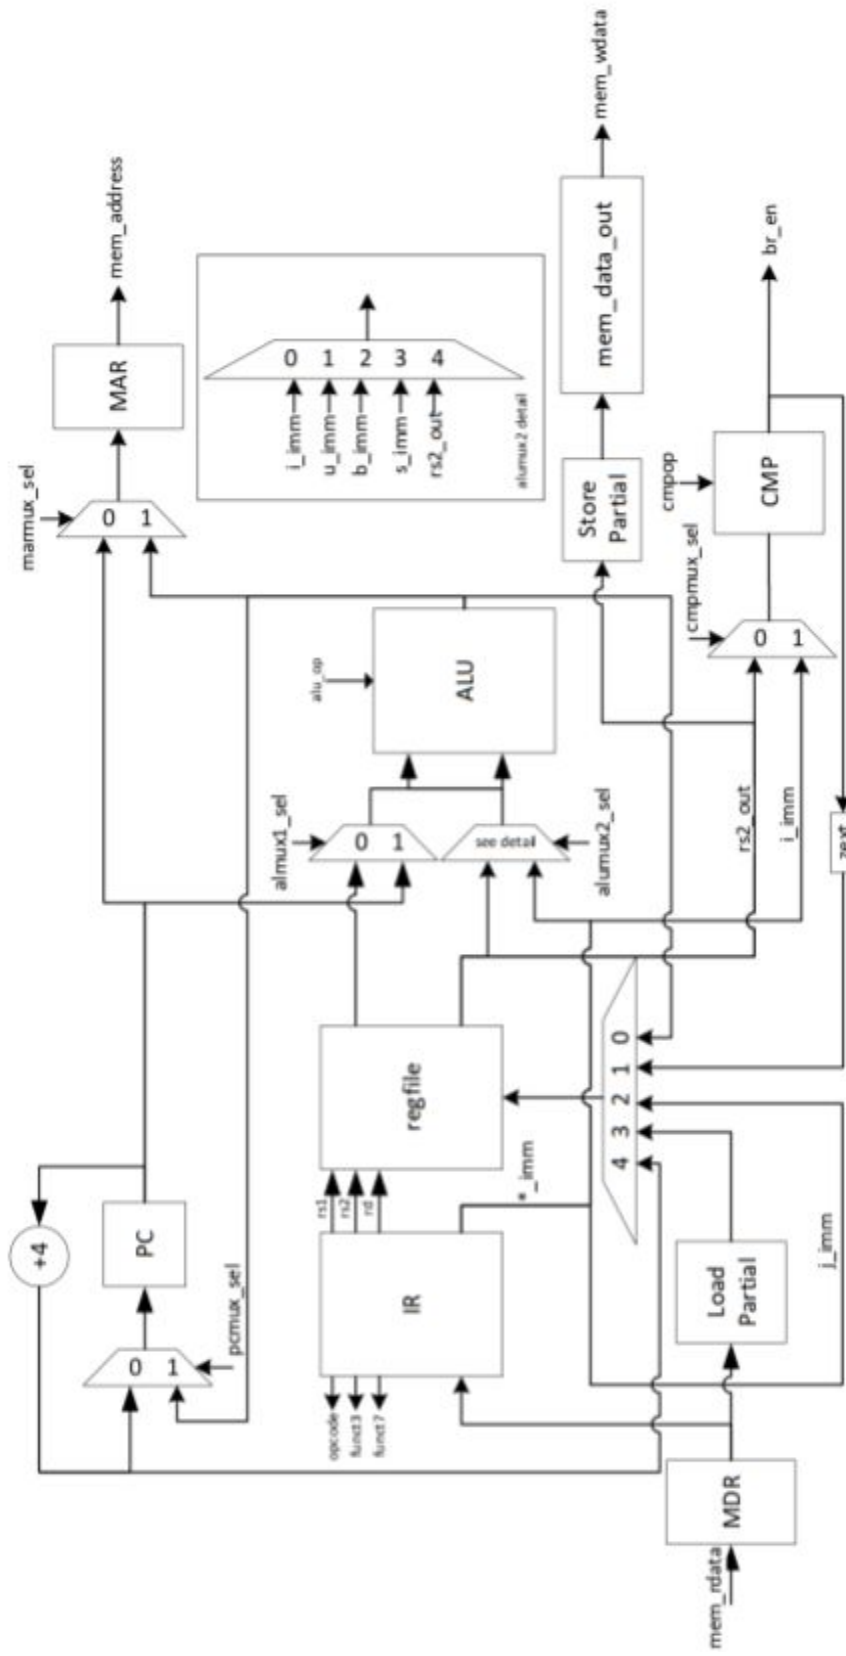 +4
PC
0 1
pcmux_sel
marmux_sel
0 1
MAR
mem_address
opcode
funct3
funct7
IR
rs1
rs2
rd
*_imm
regfile
almux1_sel
0 1
see detail
alumux2_sel
alu_op
ALU
i_imm
u_imm
b_imm
s_imm
rs2_out
0
1
2
3
4
alumux2 detail
4 3 2 1 0
Store
Partial
mem_data_out
mem_wdata
mem_rdata
MDR
Load
Partial
j_imm
rs2_out
i_imm
cmpmux_sel
0 1
cmpop
CMP
br_en
zext